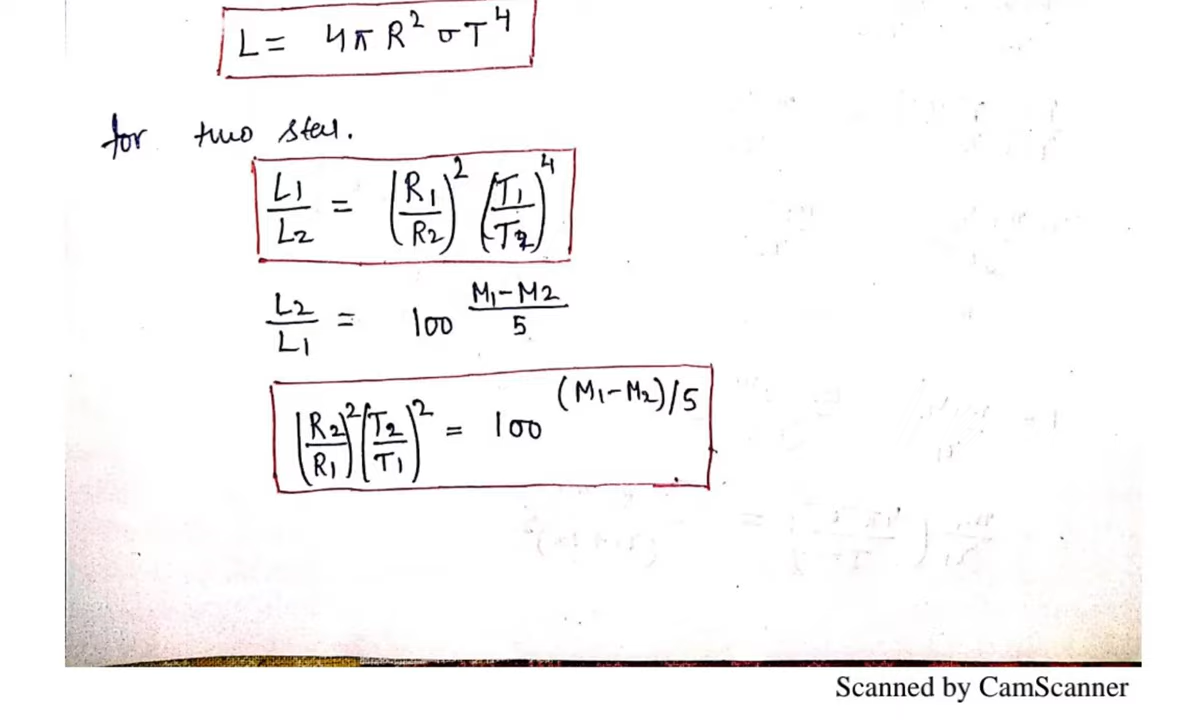 L = 4π R² σT⁴
for two star.
L₁/L₂ = (R₁/R₂)² (T₁/T₂)⁴
L₂/L₁ = 100^((M₁-M₂)/5)
(R₂/R₁)² (T₂/T₁)² = 100^((M₁-M₂)/5)
Scanned by CamScanner